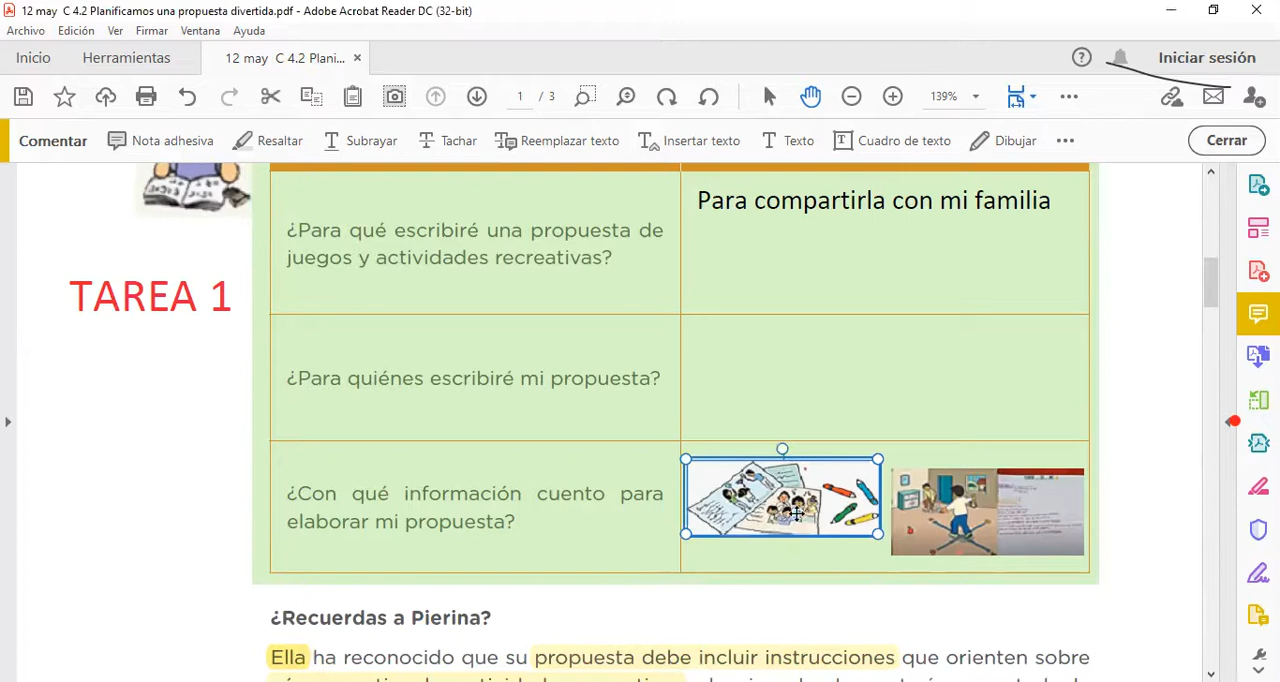 12 may C 4.2 Planificamos una propuesta divertida.pdf - Adobe Acrobat Reader DC (32-bit)
Archivo Edición Ver Firmar Ventana Ayuda
Inicio Herramientas 12 may C 4.2 Plani... Iniciar sesión
1 / 3 139%
Comentar Nota adhesiva Resaltar Subrayar Tachar Reemplazar texto Insertar texto Texto Cuadro de texto Dibujar Cerrar
¿Para qué escribiré una propuesta de
juegos y actividades recreativas?
Para compartirla con mi familia
TAREA 1
¿Para quiénes escribiré mi propuesta?
¿Con qué información cuento para
elaborar mi propuesta?
¿Recuerdas a Pierina?
Ella ha reconocido que su propuesta debe incluir instrucciones que orienten sobre